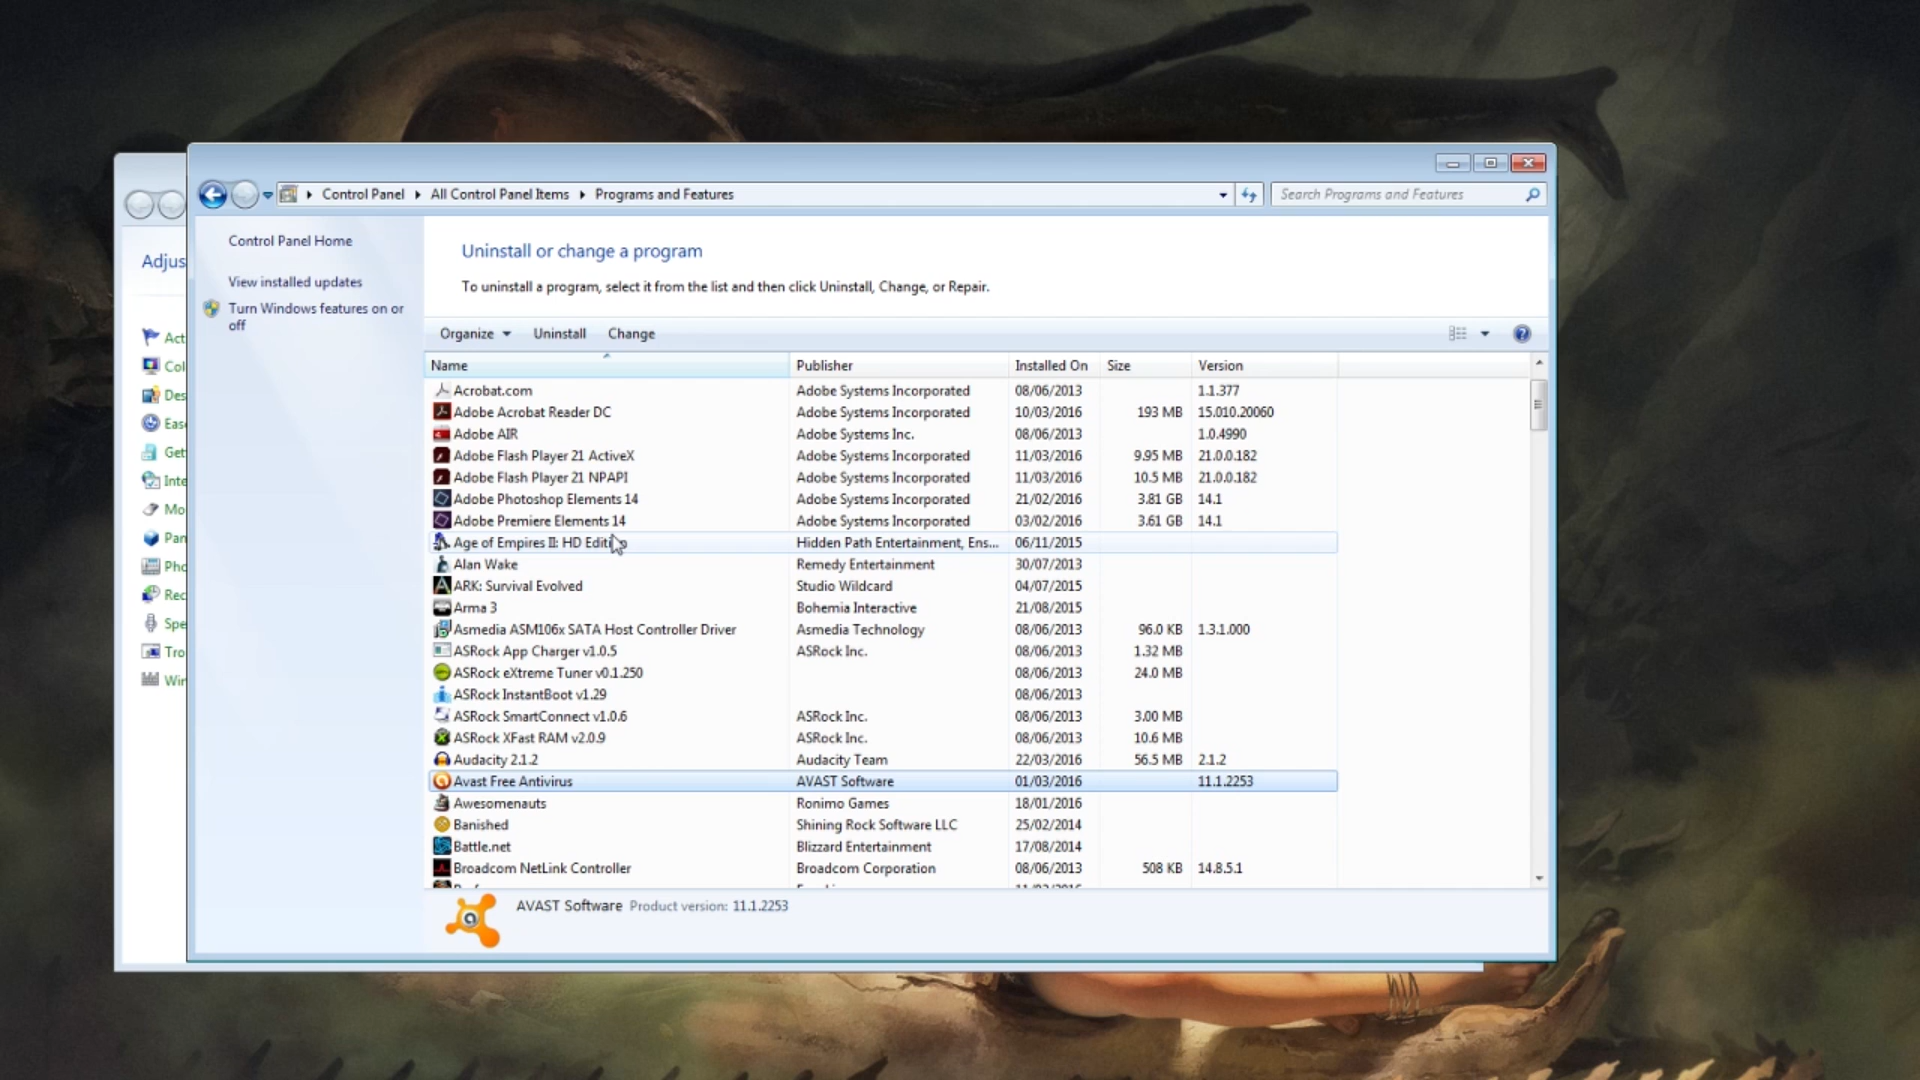 Control Panel All Control Panel Items Programs and Features Search Programs and Features
Adjus
Act
Col
Des
Ease
Get
Inte
Mo
Pan
Pho
Rec
Spe
Tro
Win
Control Panel Home
View installed updates
Turn Windows features on or
off
Uninstall or change a program
To uninstall a program, select it from the list and then click Uninstall, Change, or Repair.
Organize Uninstall Change
Name Publisher Installed On Size Version
Acrobat.com Adobe Systems Incorporated 08/06/2013 1.1.377
Adobe Acrobat Reader DC Adobe Systems Incorporated 10/03/2016 193 MB 15.010.20060
Adobe AIR Adobe Systems Inc. 08/06/2013 1.0.4990
Adobe Flash Player 21 ActiveX Adobe Systems Incorporated 11/03/2016 9.95 MB 21.0.0.182
Adobe Flash Player 21 NPAPI Adobe Systems Incorporated 11/03/2016 10.5 MB 21.0.0.182
Adobe Photoshop Elements 14 Adobe Systems Incorporated 21/02/2016 3.81 GB 14.1
Adobe Premiere Elements 14 Adobe Systems Incorporated 03/02/2016 3.61 GB 14.1
Age of Empires II: HD Edition Hidden Path Entertainment, Ens... 06/11/2015
Alan Wake Remedy Entertainment 30/07/2013
ARK: Survival Evolved Studio Wildcard 04/07/2015
Arma 3 Bohemia Interactive 21/08/2015
Asmedia ASM106x SATA Host Controller Driver Asmedia Technology 08/06/2013 96.0 KB 1.3.1.000
ASRock App Charger v1.0.5 ASRock Inc. 08/06/2013 1.32 MB
ASRock eXtreme Tuner v0.1.250 08/06/2013 24.0 MB
ASRock InstantBoot v1.29 08/06/2013
ASRock SmartConnect v1.0.6 ASRock Inc. 08/06/2013 3.00 MB
ASRock XFast RAM v2.0.9 ASRock Inc. 08/06/2013 10.6 MB
Audacity 2.1.2 Audacity Team 22/03/2016 56.5 MB 2.1.2
Avast Free Antivirus AVAST Software 01/03/2016 11.1.2253
Awesomenauts Ronimo Games 18/01/2016
Banished Shining Rock Software LLC 25/02/2014
Battle.net Blizzard Entertainment 17/08/2014
Broadcom NetLink Controller Broadcom Corporation 08/06/2013 508 KB 14.8.5.1
AVAST Software Product version: 11.1.2253